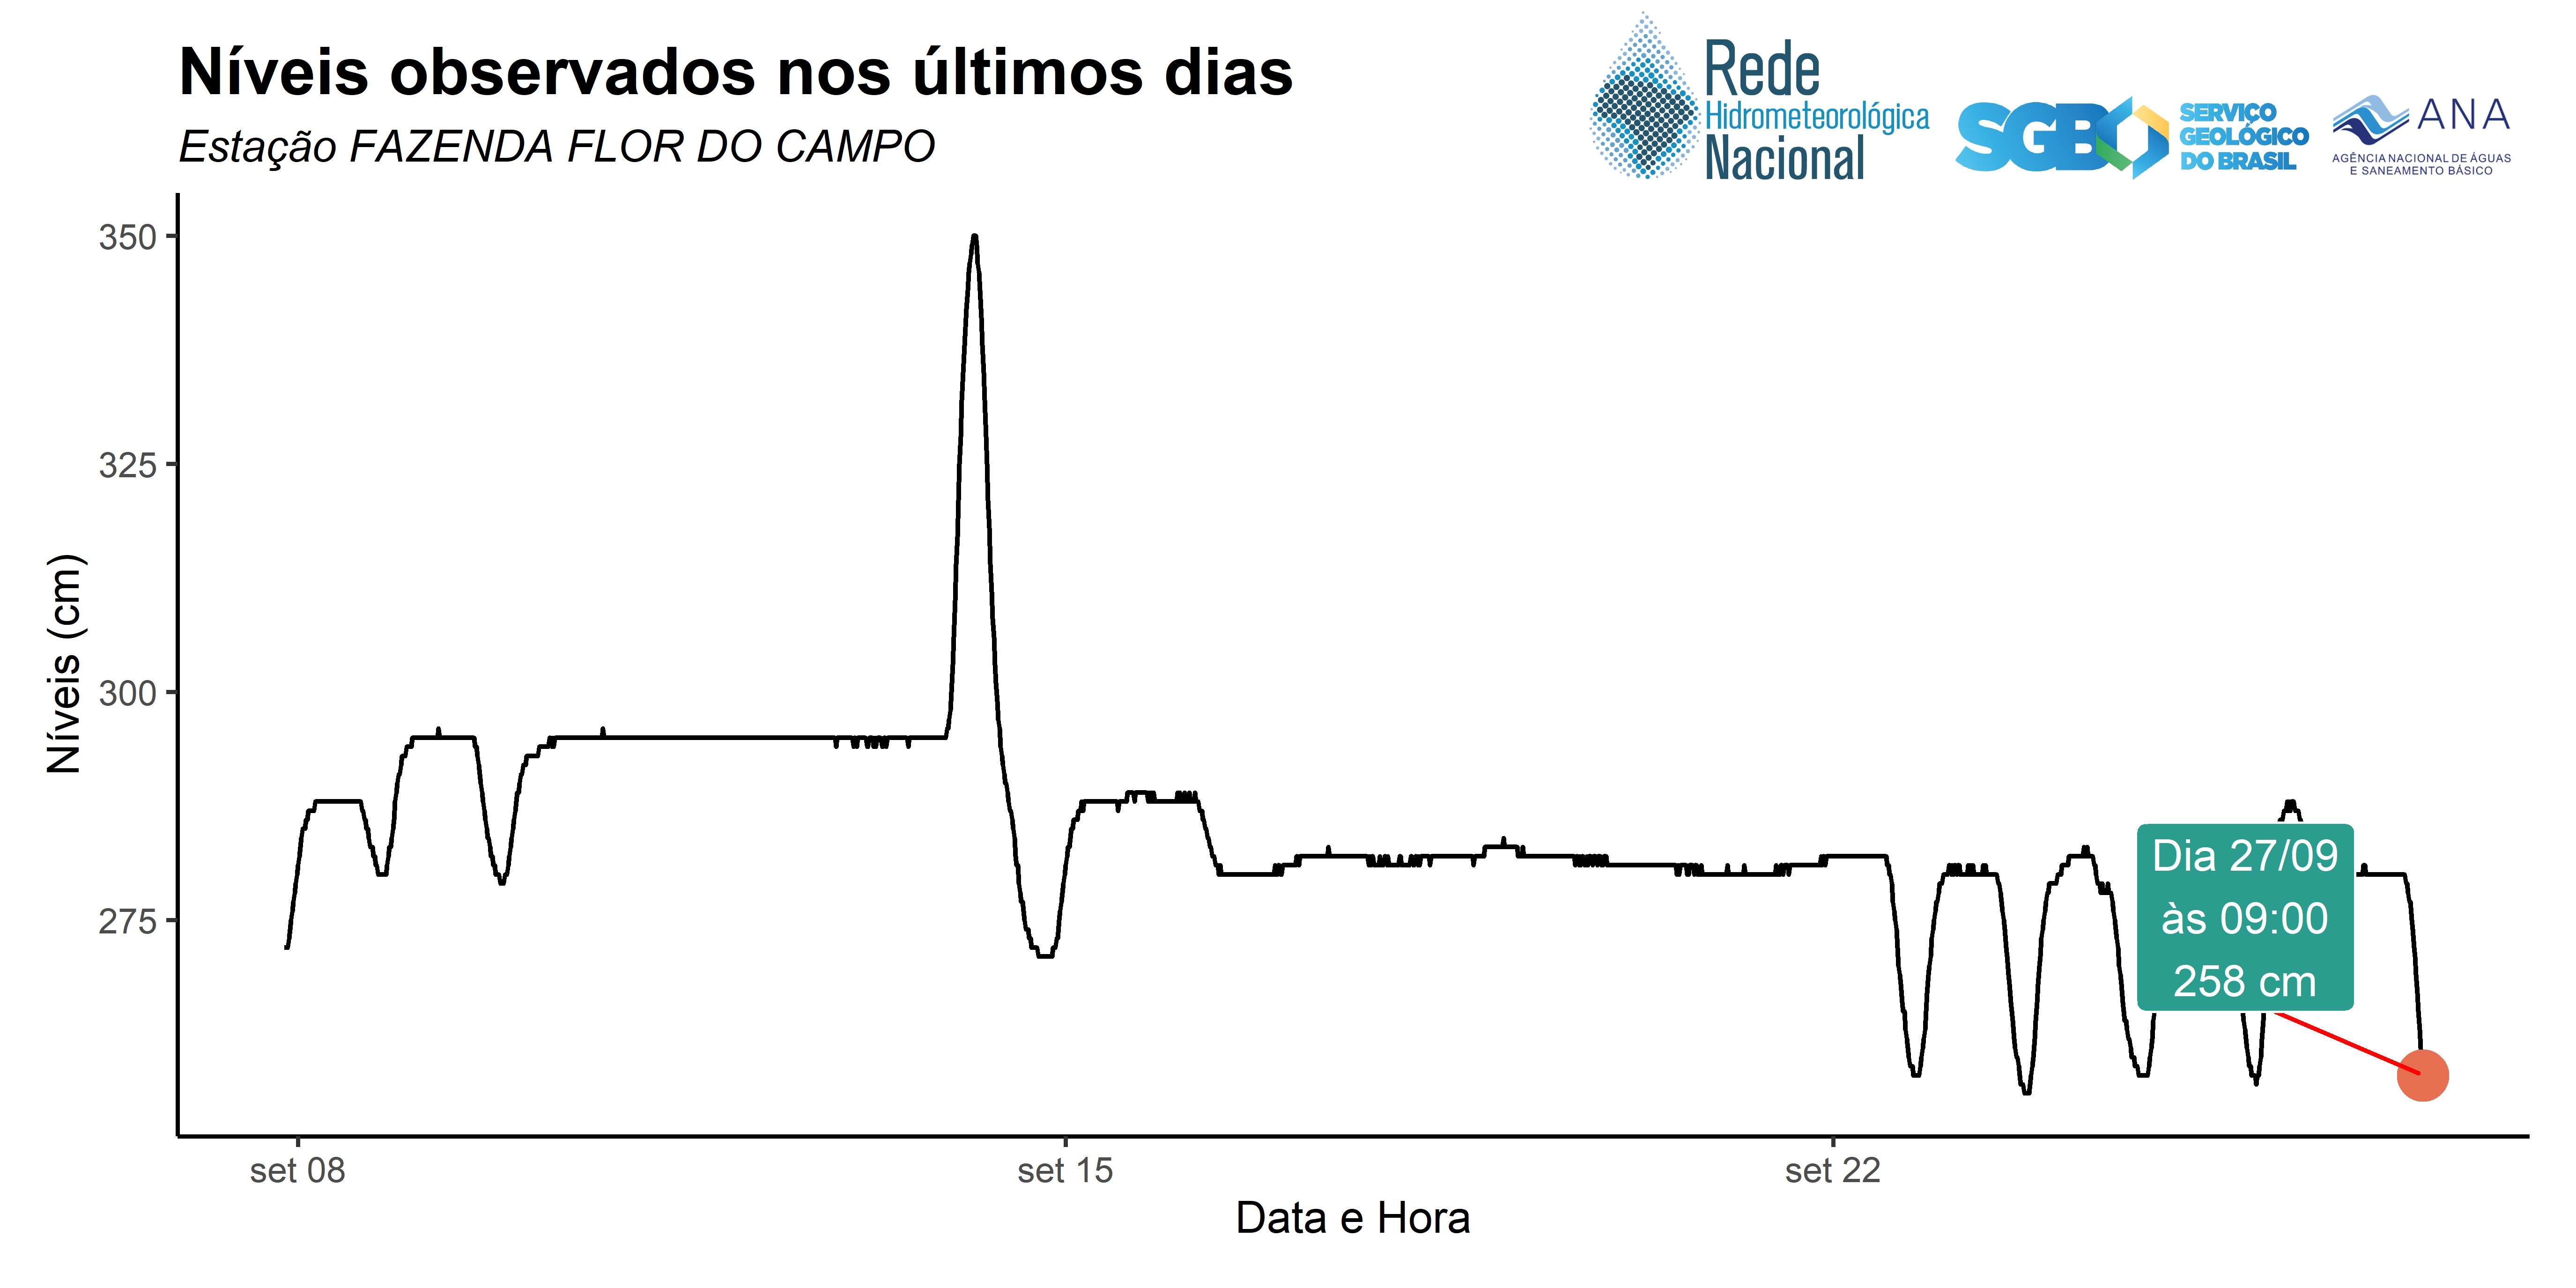 Níveis observados nos últimos dias
Estação FAZENDA FLOR DO CAMPO
Rede
Hidrometeorológica
Nacional
SGB
SERVIÇO
GEOLÓGICO
DO BRASIL
ANA
AGÊNCIA NACIONAL DE ÁGUAS
E SANEAMENTO BÁSICO
Níveis (cm)
350
325
300
275
Dia 27/09
às 09:00
258 cm
set 08
set 15
set 22
Data e Hora